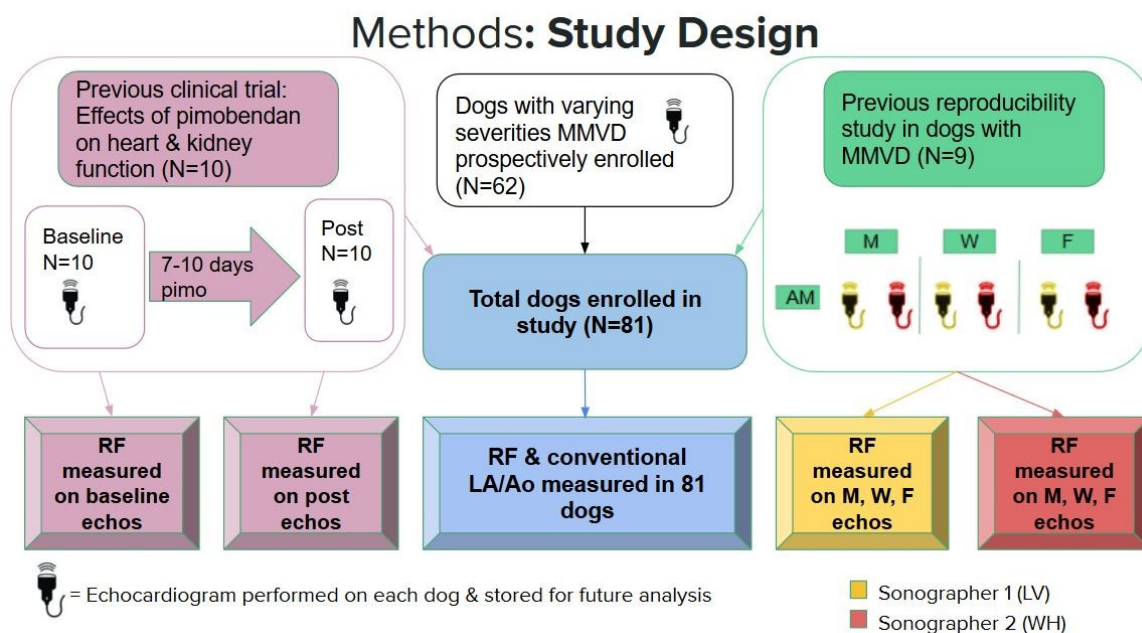 Methods: Study Design
Previous clinical trial:
Effects of pimobendan
on heart & kidney
function (N=10)
Baseline
N=10
7-10 days
pimo
Post
N=10
Dogs with varying
severities MMVD
prospectively enrolled
(N=62)
Total dogs enrolled in
study (N=81)
Previous reproducibility
study in dogs with
MMVD (N=9)
M
W
F
AM
RF
measured
on baseline
echos
RF
measured
on post
echos
RF & conventional
LA/Ao measured in 81
dogs
RF
measured
on M, W, F
echos
RF
measured
on M, W, F
echos
= Echocardiogram performed on each dog & stored for future analysis
Sonographer 1 (LV)
Sonographer 2 (WH)